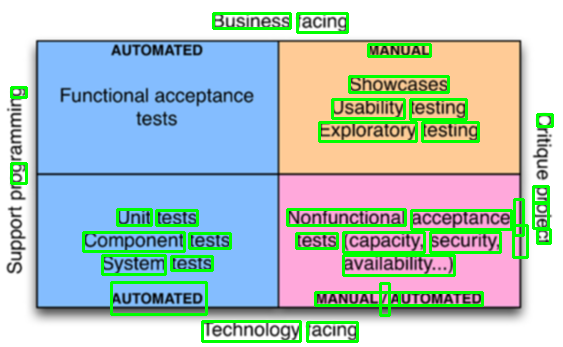 Business facing
AUTOMATED
Functional acceptance
tests
MANUAL
Showcases
Usability testing
Exploratory testing
Support programming
Critique project
Unit tests
Component tests
System tests
AUTOMATED
Nonfunctional acceptance
tests (capacity, security,
availability...)
MANUAL / AUTOMATED
Technology facing